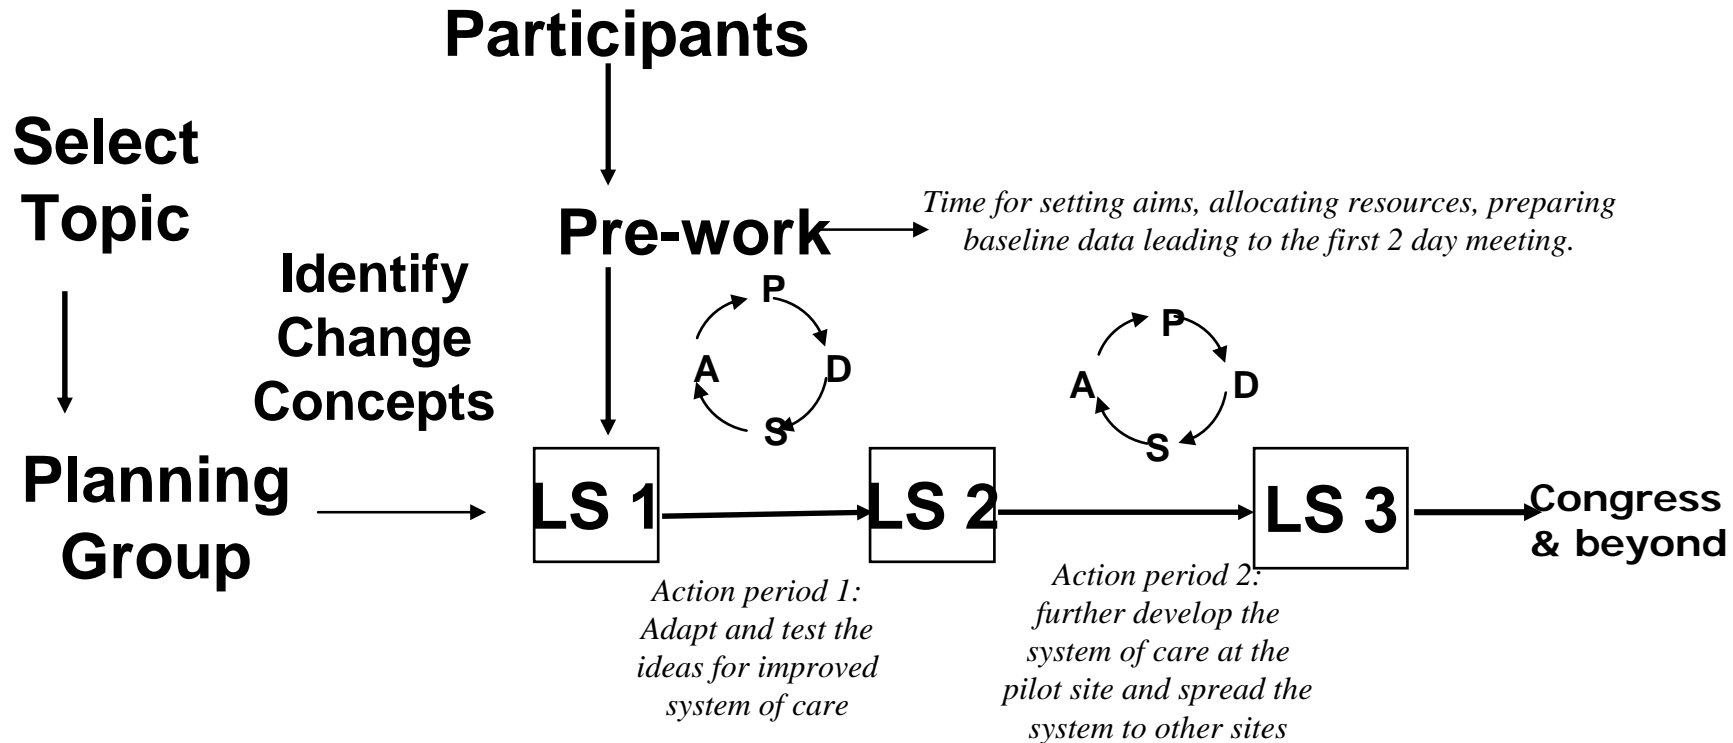 Participants
Select
Topic
Pre-work
Time for setting aims, allocating resources, preparing
baseline data leading to the first 2 day meeting.
Identify
Change
Concepts
P
A
D
S
P
A
D
S
Planning
Group
LS 1
LS 2
LS 3
Congress
& beyond
Action period 1:
Adapt and test the
ideas for improved
system of care
Action period 2:
further develop the
system of care at the
pilot site and spread the
system to other sites